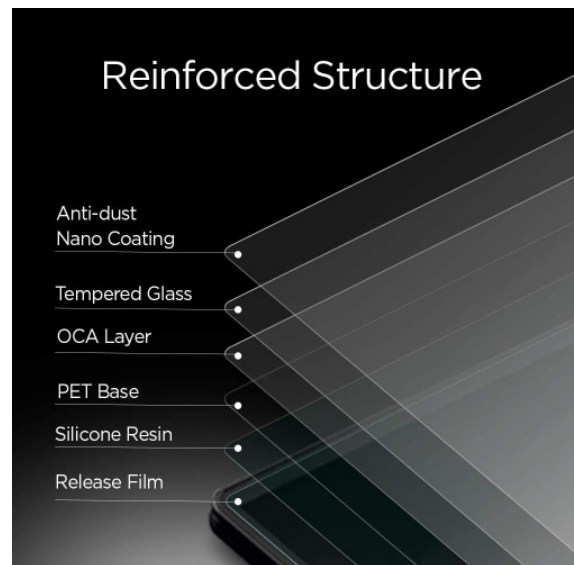 Reinforced Structure
Anti-dust
Nano Coating
Tempered Glass
OCA Layer
PET Base
Silicone Resin
Release Film